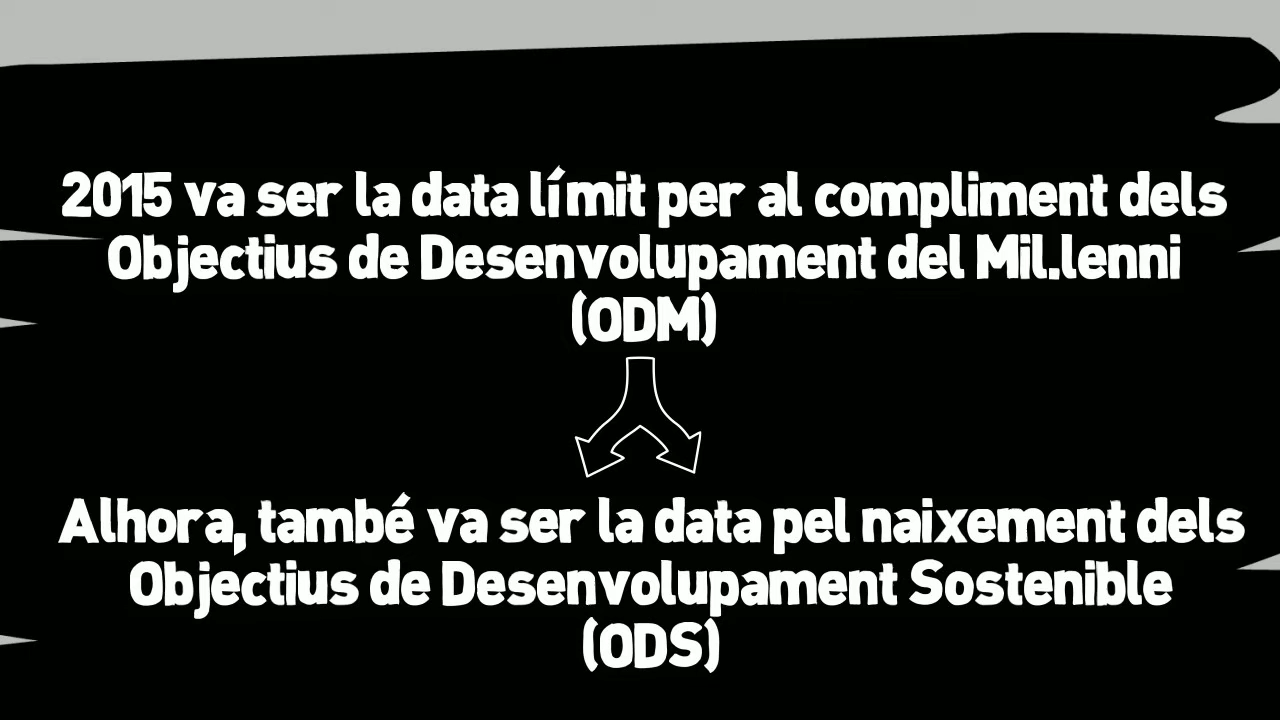 2015 va ser la data límit per al compliment dels
Objectius de Desenvolupament del Mil.lenni
(ODM)
Alhora, també va ser la data pel naixement dels
Objectius de Desenvolupament Sostenible
(ODS)